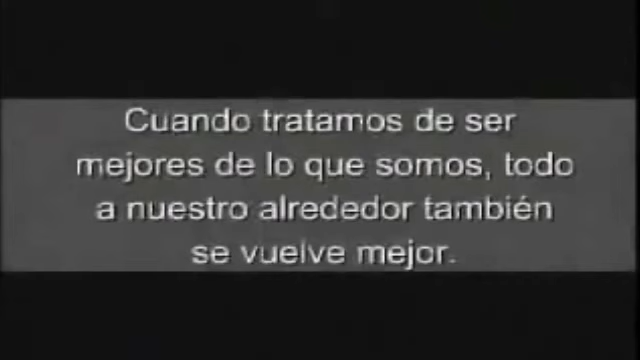 Cuando tratamos de ser
mejores de lo que somos, todo
a nuestro alrededor también
se vuelve mejor.